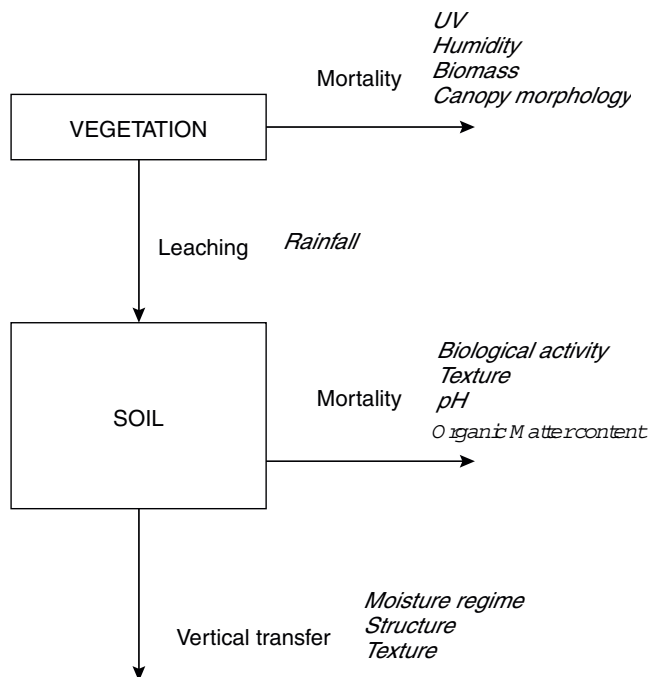 UV
Humidity
Biomass
Canopy morphology
Mortality
VEGETATION
Leaching
Rainfall
Biological activity
Texture
pH
Organic Matter content
Mortality
SOIL
Moisture regime
Structure
Texture
Vertical transfer